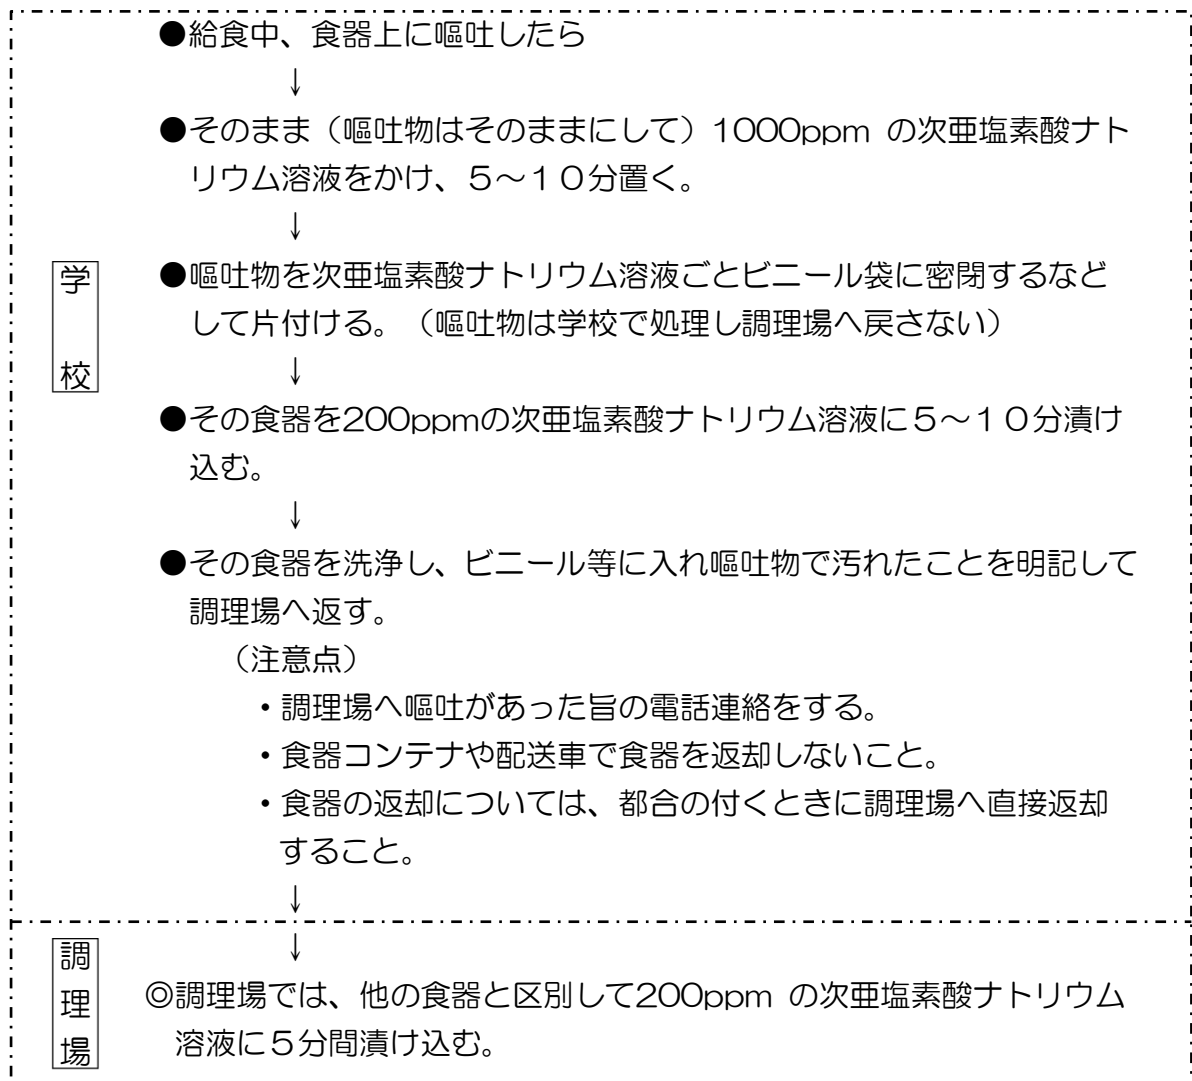 ●給食中、食器上に嘔吐したら
↓
●そのまま（嘔吐物はそのままにして）1000ppm の次亜塩素酸ナト
リウム溶液をかけ、５～１０分置く。
↓
●嘔吐物を次亜塩素酸ナトリウム溶液ごとビニール袋に密閉するなど
して片付ける。（嘔吐物は学校で処理し調理場へ戻さない）
↓
●その食器を200ppmの次亜塩素酸ナトリウム溶液に５～１０分漬け
込む。
↓
●その食器を洗浄し、ビニール等に入れ嘔吐物で汚れたことを明記して
調理場へ返す。
（注意点）
・調理場へ嘔吐があった旨の電話連絡をする。
・食器コンテナや配送車で食器を返却しないこと。
・食器の返却については、都合の付くときに調理場へ直接返却
すること。
↓
学校
↓
◎調理場では、他の食器と区別して200ppm の次亜塩素酸ナトリウム
溶液に５分間漬け込む。
調理場